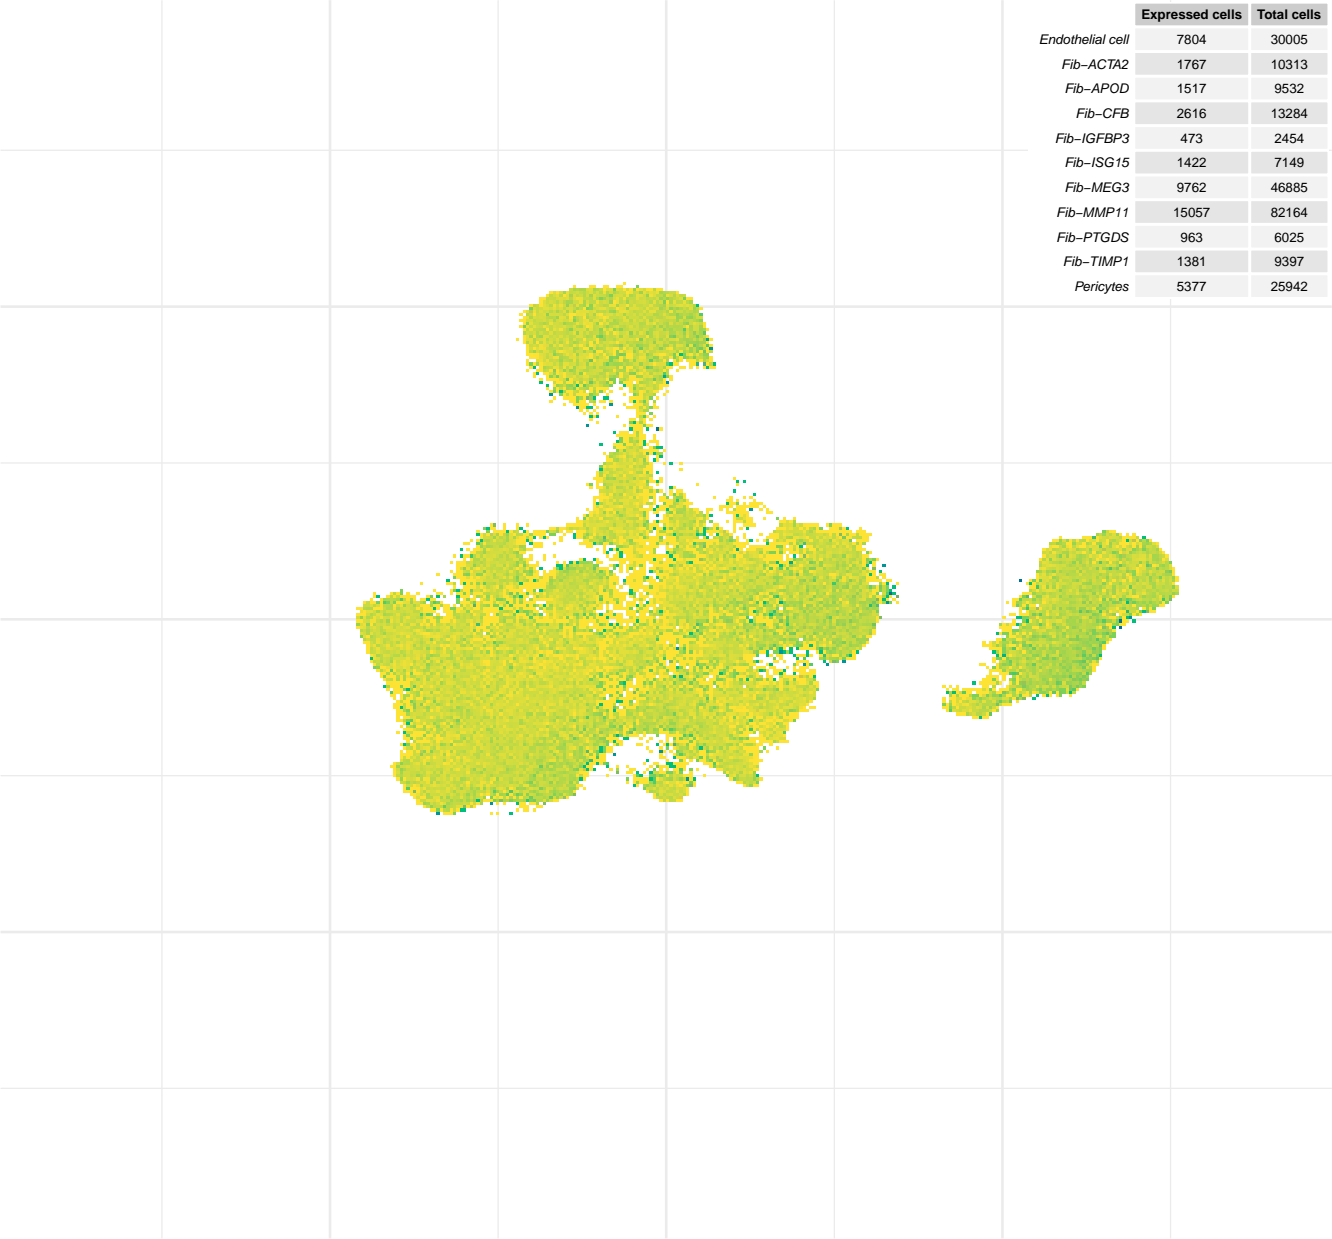 Expressed cells Total cells
Endothelial cell 7804 30005
Fib−ACTA2 1767 10313
Fib−APOD 1517 9532
Fib−CFB 2616 13284
Fib−IGFBP3 473 2454
Fib−ISG15 1422 7149
Fib−MEG3 9762 46885
Fib−MMP11 15057 82164
Fib−PTGDS 963 6025
Fib−TIMP1 1381 9397
Pericytes 5377 25942